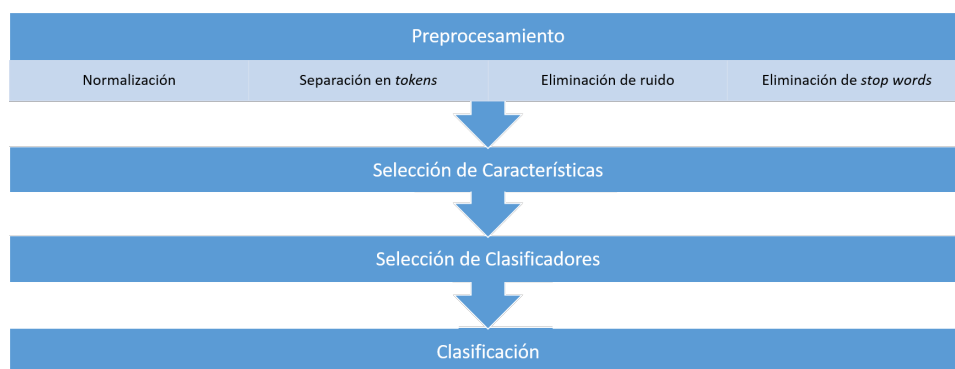 Preprocesamiento
Normalización Separación en tokens Eliminación de ruido Eliminación de stop words
Selección de Características
Selección de Clasificadores
Clasificación